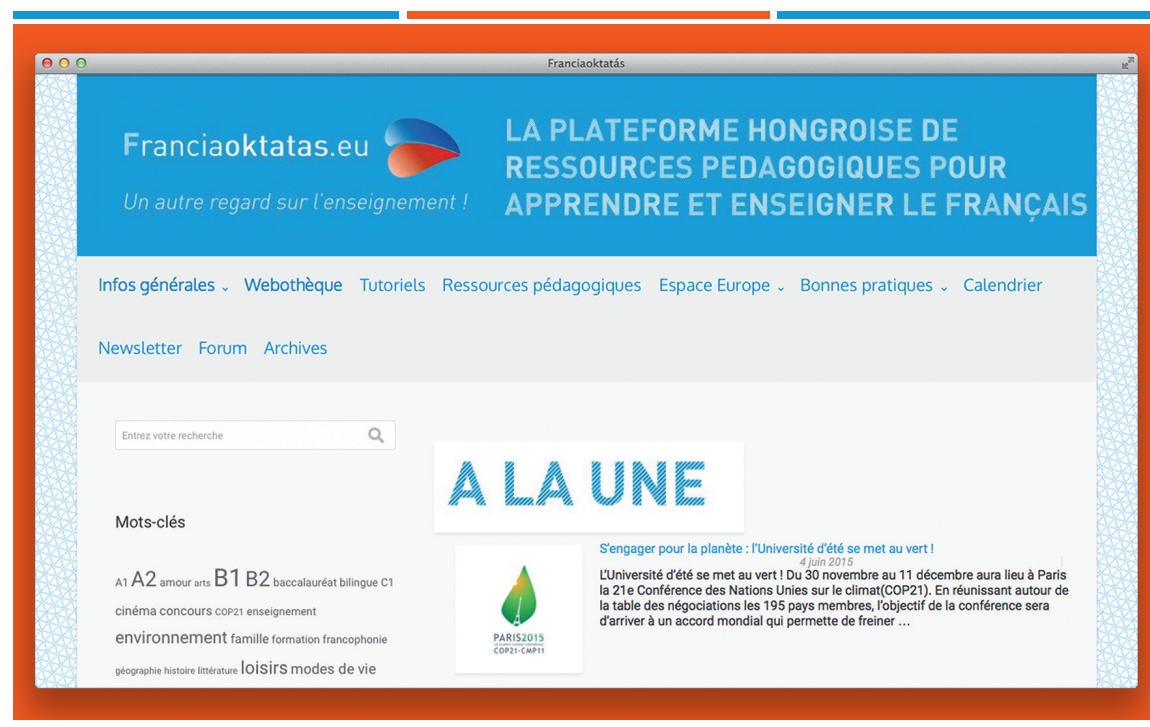 Franciaoktatás
Franciaoktatas.eu
Un autre regard sur l'enseignement !
LA PLATEFORME HONGROISE DE
RESSOURCES PEDAGOGIQUES POUR
APPRENDRE ET ENSEIGNER LE FRANÇAIS
Infos générales Webothèque Tutoriels Ressources pédagogiques Espace Europe Bonnes pratiques Calendrier
Newsletter Forum Archives
Entrez votre recherche
A LA UNE
Mots-clés
A1 A2 amour arts B1 B2 baccalauréat bilingue C1
cinéma concours COP21 enseignement
environnement famille formation francophonie
géographie histoire littérature loisirs modes de vie
PARIS2015
COP21·CMP11
S'engager pour la planète : l'Université d'été se met au vert !
4 juin 2015
L'Université d'été se met au vert ! Du 30 novembre au 11 décembre aura lieu à Paris
la 21e Conférence des Nations Unies sur le climat(COP21). En réunissant autour de
la table des négociations les 195 pays membres, l'objectif de la conférence sera
d'arriver à un accord mondial qui permette de freiner ...